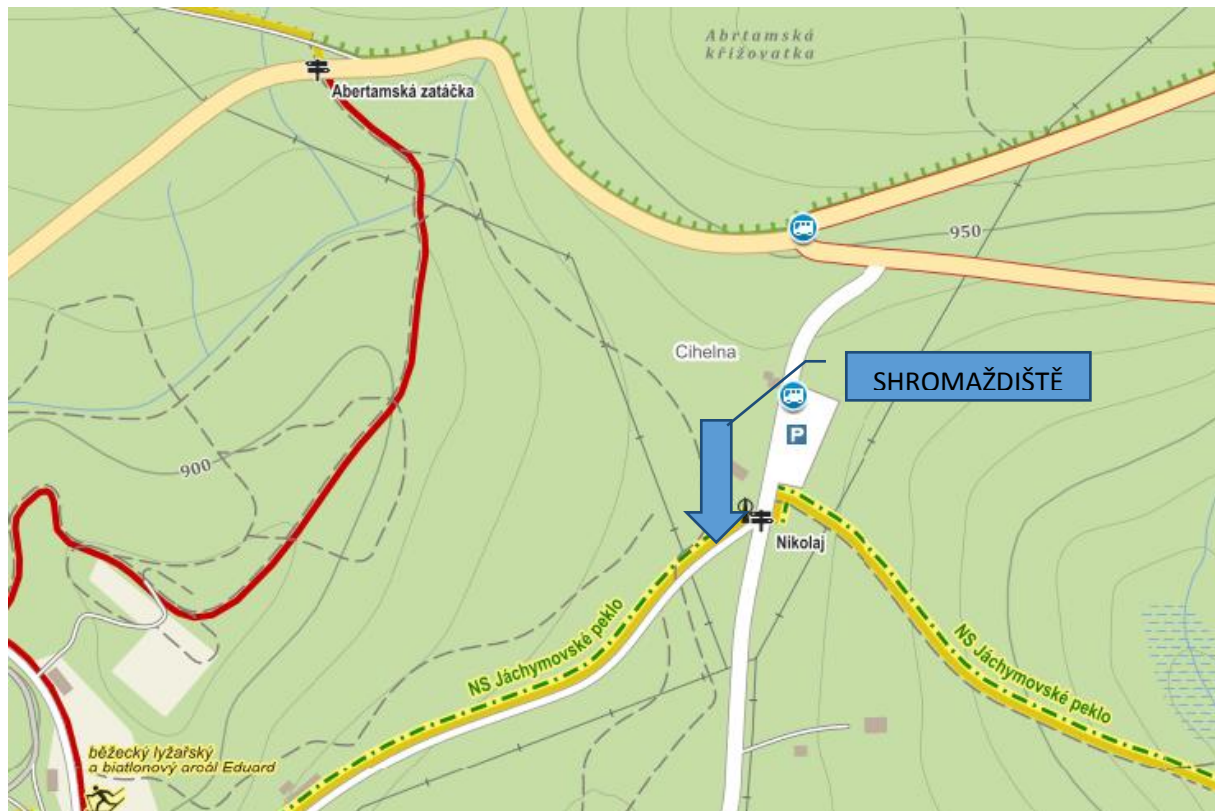 Abrtamská
křižovatka
Abertamská zatáčka
950
Cihelna
SHROMAŽDIŠTĚ
P
900
Nikolaj
NS Jáchymovské peklo
NS Jáchymovské peklo
běžecký lyžařský
a biatlonový areál Eduard